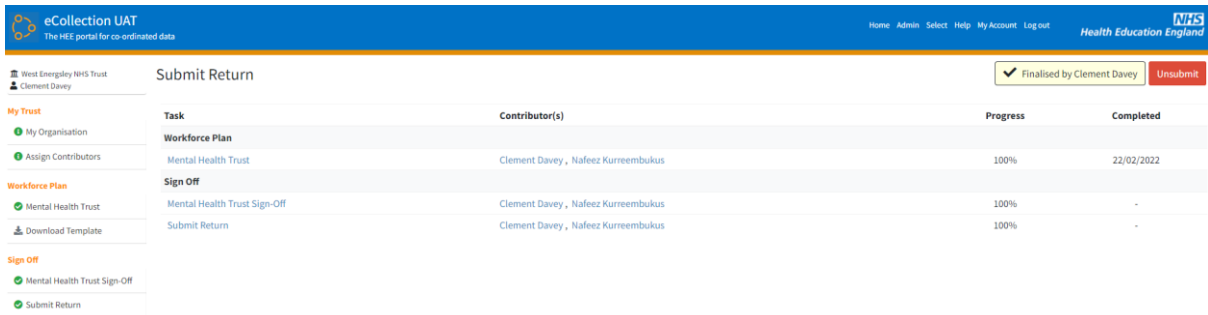 eCollection UAT
The HEE portal for co-ordinated data
Home Admin Select Help My Account Log out
NHS
Health Education England
West Energsley NHS Trust
Clement Davey
Submit Return
Finalised by Clement Davey
Unsubmit
My Trust
My Organisation
Assign Contributors
Workforce Plan
Mental Health Trust
Download Template
Sign Off
Mental Health Trust Sign-Off
Submit Return
Task Contributor(s) Progress Completed
Workforce Plan
Mental Health Trust Clement Davey , Nafeez Kurreembukus 100% 22/02/2022
Sign Off
Mental Health Trust Sign-Off Clement Davey , Nafeez Kurreembukus 100% -
Submit Return Clement Davey , Nafeez Kurreembukus 100% -